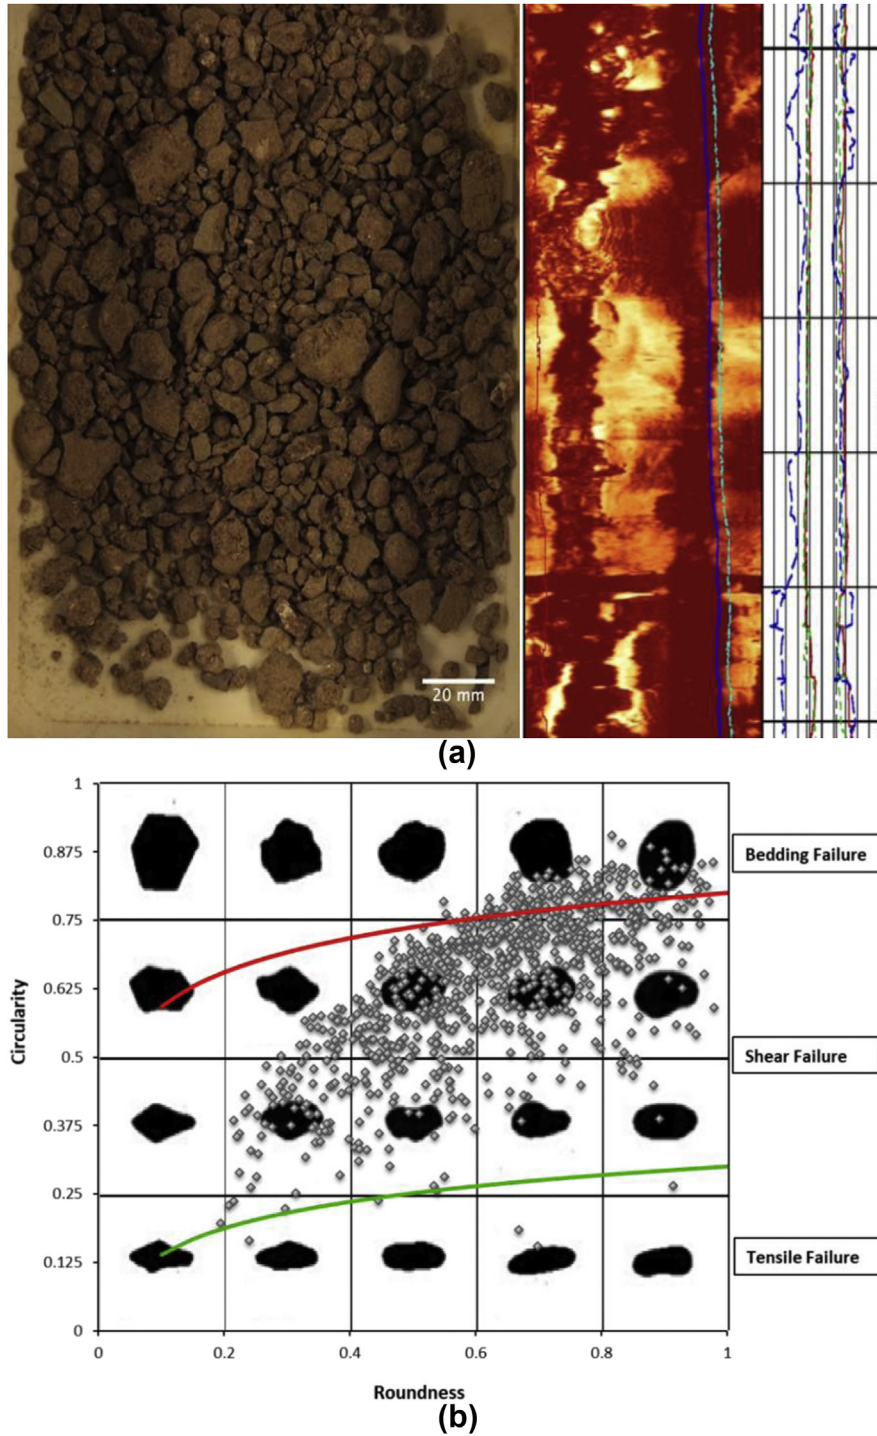 20 mm
(a)
1
0.875
0.75
0.625
0.5
0.375
0.25
0.125
0
Circularity
0
0.2
0.4
0.6
0.8
1
Roundness
Bedding Failure
Shear Failure
Tensile Failure
(b)